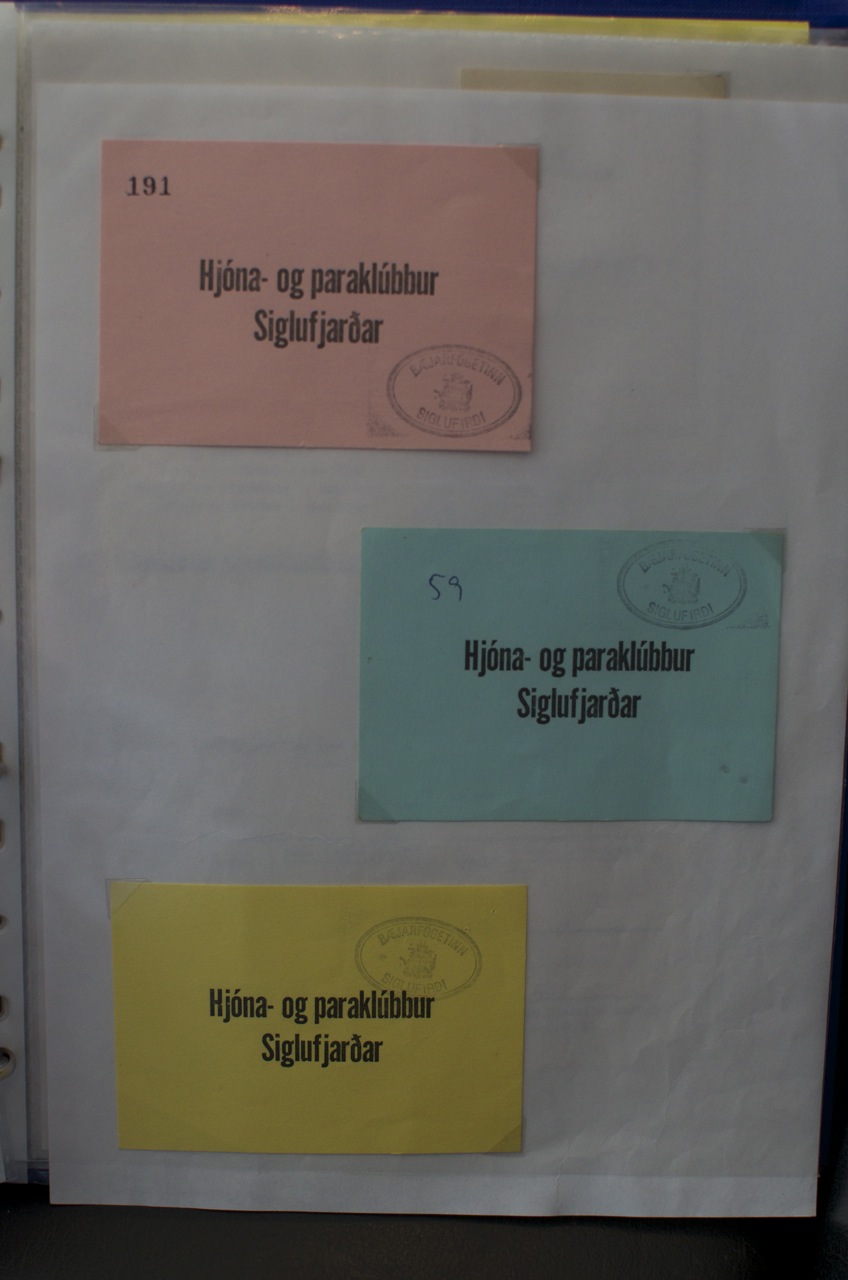 191
Hjóna- og paraklúbbur
Siglufjarðar
BÆJARFÓGETINN
SIGLUFIRÐI
59
BÆJARFÓGETINN
SIGLUFIRÐI
Hjóna- og paraklúbbur
Siglufjarðar
BÆJARFÓGETINN
SIGLUFIRÐI
Hjóna- og paraklúbbur
Siglufjarðar